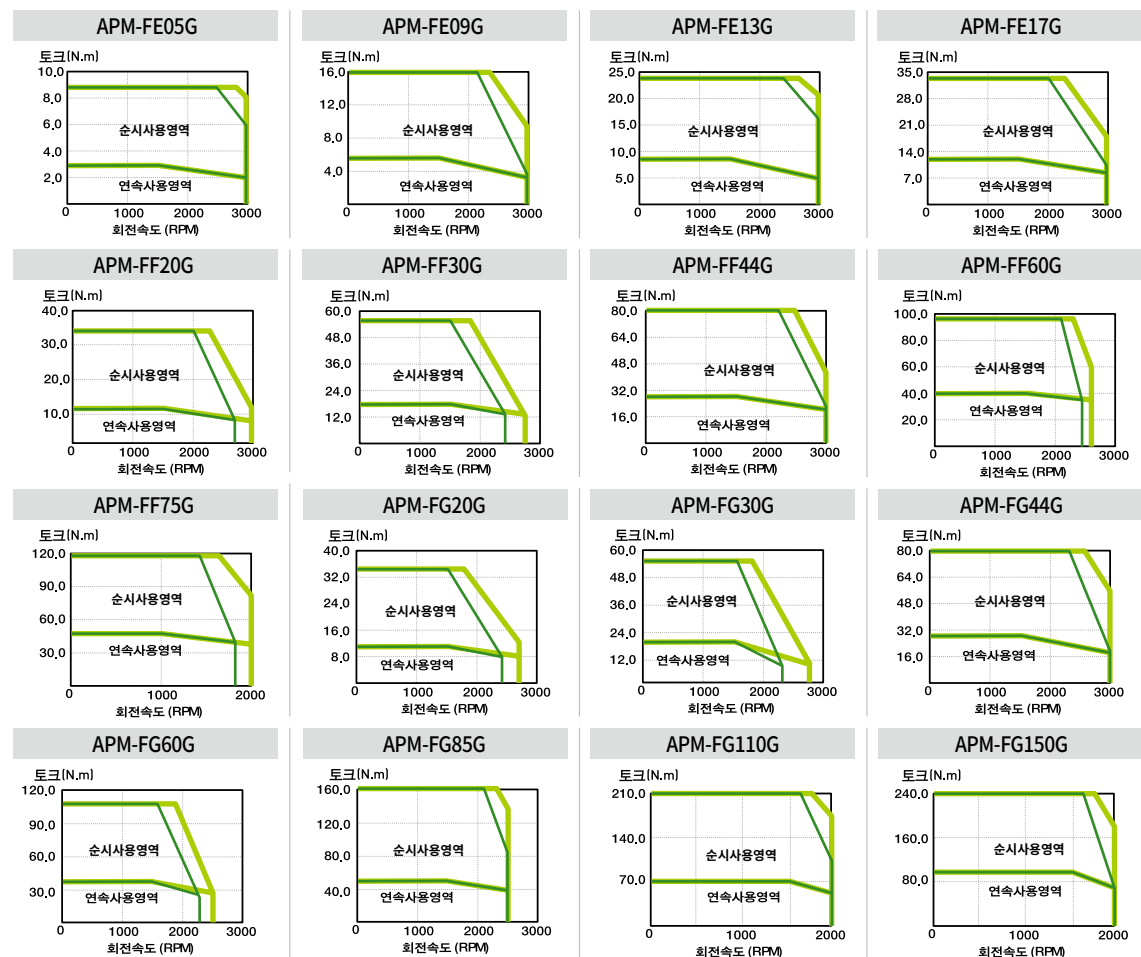 APM-FE05G
토크(N.m)
10,0
8,0
6,0
4,0
2,0
순시사용영역
연속사용영역
0 1000 2000 3000
회전속도 (RPM)
APM-FE09G
토크(N.m)
16,0
12,0
8,0
4,0
순시사용영역
연속사용영역
0 1000 2000 3000
회전속도 (RPM)
APM-FE13G
토크(N.m)
25,0
20,0
15,0
10,0
5,0
순시사용영역
연속사용영역
0 1000 2000 3000
회전속도 (RPM)
APM-FE17G
토크(N.m)
35,0
28,0
21,0
14,0
7,0
순시사용영역
연속사용영역
0 1000 2000 3000
회전속도 (RPM)
APM-FF20G
토크(N.m)
40,0
30,0
20,0
10,0
순시사용영역
연속사용영역
0 1000 2000 3000
회전속도 (RPM)
APM-FF30G
토크(N.m)
60,0
48,0
36,0
24,0
12,0
순시사용영역
연속사용영역
0 1000 2000 3000
회전속도 (RPM)
APM-FF44G
토크(N.m)
80,0
64,0
48,0
32,0
16,0
순시사용영역
연속사용영역
0 1000 2000 3000
회전속도 (RPM)
APM-FF60G
토크(N.m)
100,0
80,0
60,0
40,0
20,0
순시사용영역
연속사용영역
0 1000 2000 3000
회전속도 (RPM)
APM-FF75G
토크(N.m)
120,0
90,0
60,0
30,0
순시사용영역
연속사용영역
0 1000 2000
회전속도 (RPM)
APM-FG20G
토크(N.m)
40,0
32,0
24,0
16,0
8,0
순시사용영역
연속사용영역
0 1000 2000 3000
회전속도 (RPM)
APM-FG30G
토크(N.m)
60,0
48,0
36,0
24,0
12,0
순시사용영역
연속사용영역
0 1000 2000 3000
회전속도 (RPM)
APM-FG44G
토크(N.m)
80,0
64,0
48,0
32,0
16,0
순시사용영역
연속사용영역
0 1000 2000 3000
회전속도 (RPM)
APM-FG60G
토크(N.m)
120,0
90,0
60,0
30,0
순시사용영역
연속사용영역
0 1000 2000 3000
회전속도 (RPM)
APM-FG85G
토크(N.m)
160,0
120,0
80,0
40,0
순시사용영역
연속사용영역
0 1000 2000 3000
회전속도 (RPM)
APM-FG110G
토크(N.m)
210,0
140,0
70,0
순시사용영역
연속사용영역
0 1000 2000
회전속도 (RPM)
APM-FG150G
토크(N.m)
240,0
160,0
80,0
순시사용영역
연속사용영역
0 1000 2000
회전속도 (RPM)